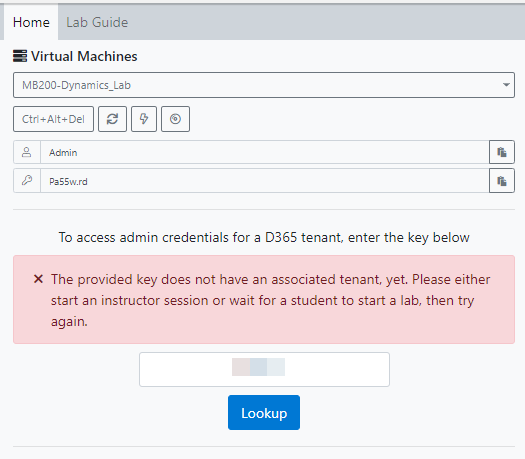 Home Lab Guide
Virtual Machines
MB200-Dynamics_Lab
Ctrl+Alt+Del
Admin
Pa55w.rd
To access admin credentials for a D365 tenant, enter the key below
× The provided key does not have an associated tenant, yet. Please either
start an instructor session or wait for a student to start a lab, then try
again.
Lookup